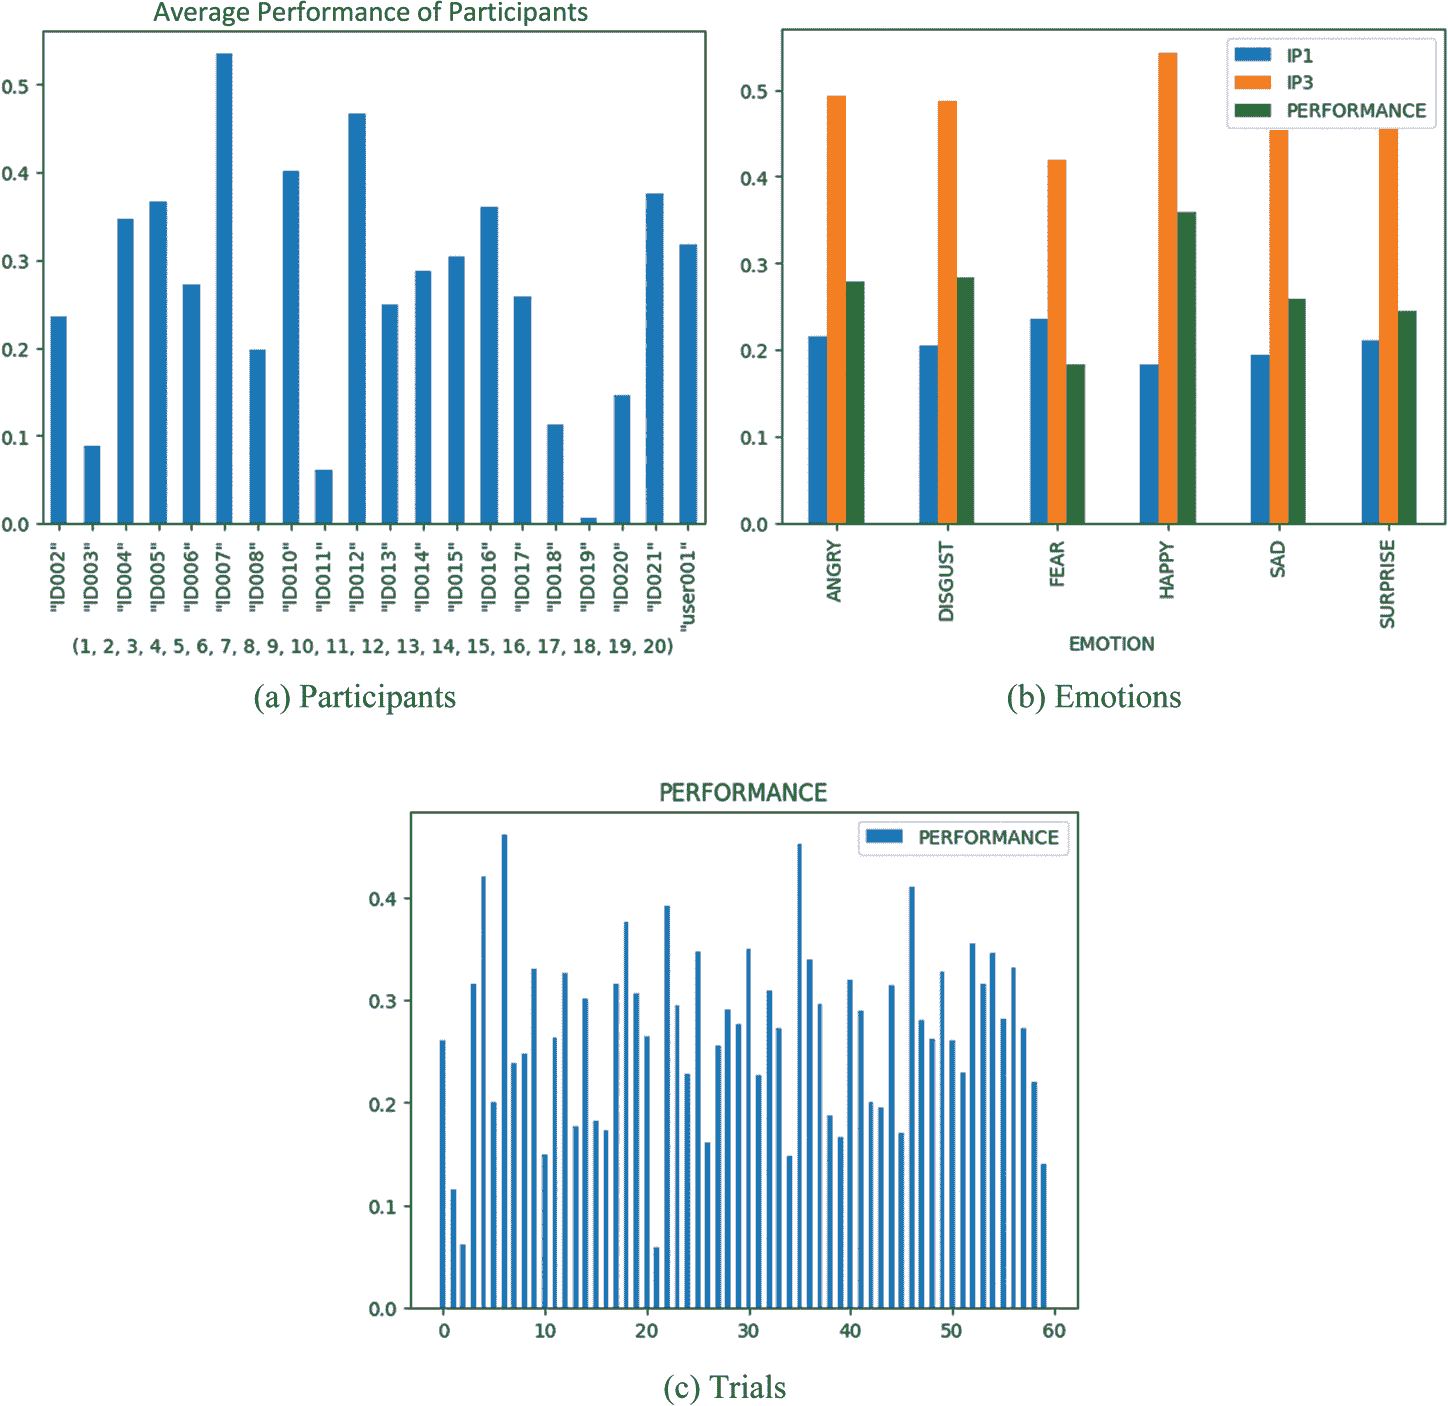 Average Performance of Participants
0.5
0.4
0.3
0.2
0.1
0.0
"ID002"
"ID003"
"ID004"
"ID005"
"ID006"
"ID007"
"ID008"
"ID010"
"ID011"
"ID012"
"ID013"
"ID014"
"ID015"
"ID016"
"ID017"
"ID018"
"ID019"
"ID020"
"ID021"
"user001"
(1, 2, 3, 4, 5, 6, 7, 8, 9, 10, 11, 12, 13, 14, 15, 16, 17, 18, 19, 20)
(a) Participants
IP1
IP3
PERFORMANCE
0.5
0.4
0.3
0.2
0.1
0.0
ANGRY
DISGUST
FEAR
HAPPY
SAD
SURPRISE
EMOTION
(b) Emotions
PERFORMANCE
PERFORMANCE
0.4
0.3
0.2
0.1
0.0
0 10 20 30 40 50 60
(c) Trials